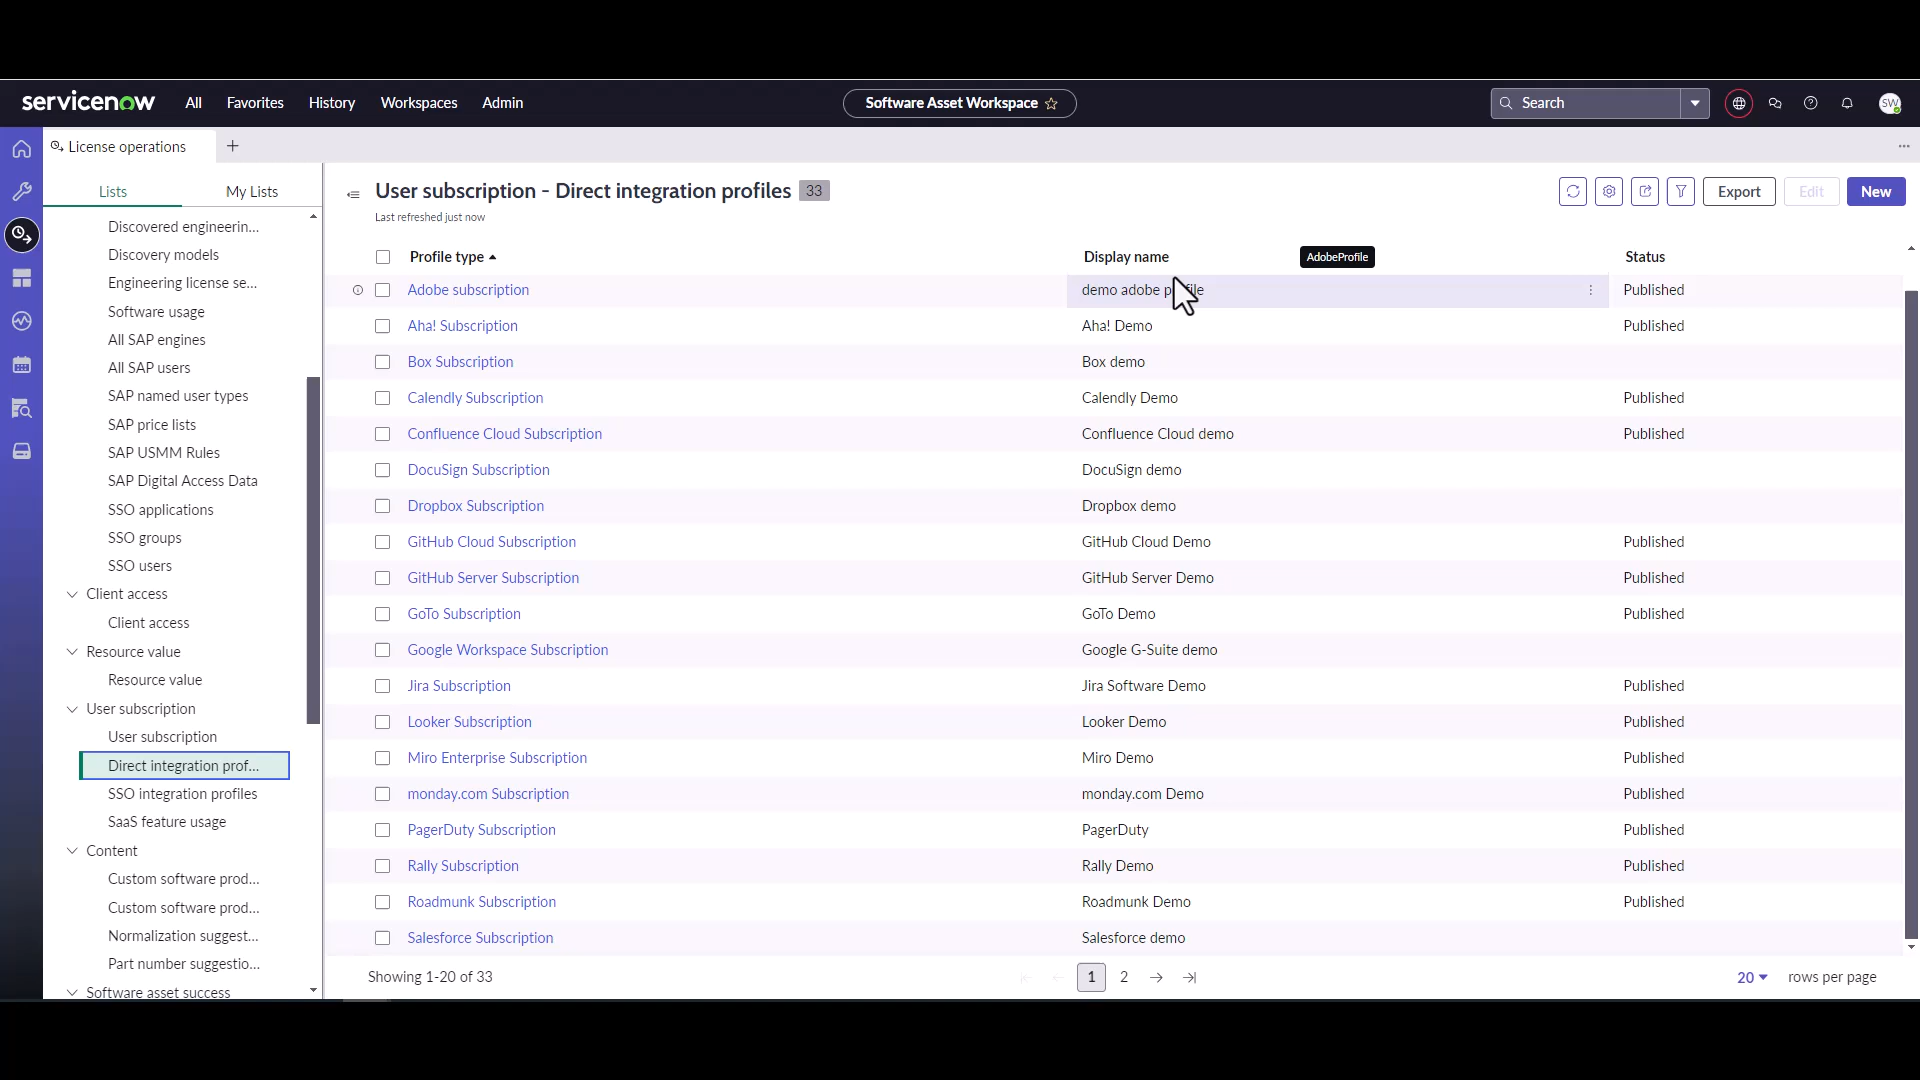 servicenow
All
Favorites
History
Workspaces
Admin
Software Asset Workspace
Search
SW
License operations
Lists
My Lists
Discovered engineerin...
Discovery models
Engineering license se...
Software usage
All SAP engines
All SAP users
SAP named user types
SAP price lists
SAP USMM Rules
SAP Digital Access Data
SSO applications
SSO groups
SSO users
Client access
Client access
Resource value
Resource value
User subscription
User subscription
Direct integration prof...
SSO integration profiles
SaaS feature usage
Content
Custom software prod...
Custom software prod...
Normalization suggest...
Part number suggestio...
Software asset success
User subscription - Direct integration profiles 33
Last refreshed just now
Export
Edit
New
Profile type Display name Status
AdobeProfile
Adobe subscription demo adobe Published
Aha! Subscription Aha! Demo Published
Box Subscription Box demo
Calendly Subscription Calendly Demo Published
Confluence Cloud Subscription Confluence Cloud demo Published
DocuSign Subscription DocuSign demo
Dropbox Subscription Dropbox demo
GitHub Cloud Subscription GitHub Cloud Demo Published
GitHub Server Subscription GitHub Server Demo Published
GoTo Subscription GoTo Demo Published
Google Workspace Subscription Google G-Suite demo
Jira Subscription Jira Software Demo Published
Looker Subscription Looker Demo Published
Miro Enterprise Subscription Miro Demo Published
monday.com Subscription monday.com Demo Published
PagerDuty Subscription PagerDuty Published
Rally Subscription Rally Demo Published
Roadmunk Subscription Roadmunk Demo Published
Salesforce Subscription Salesforce demo
Showing 1-20 of 33
1 2
20 rows per page